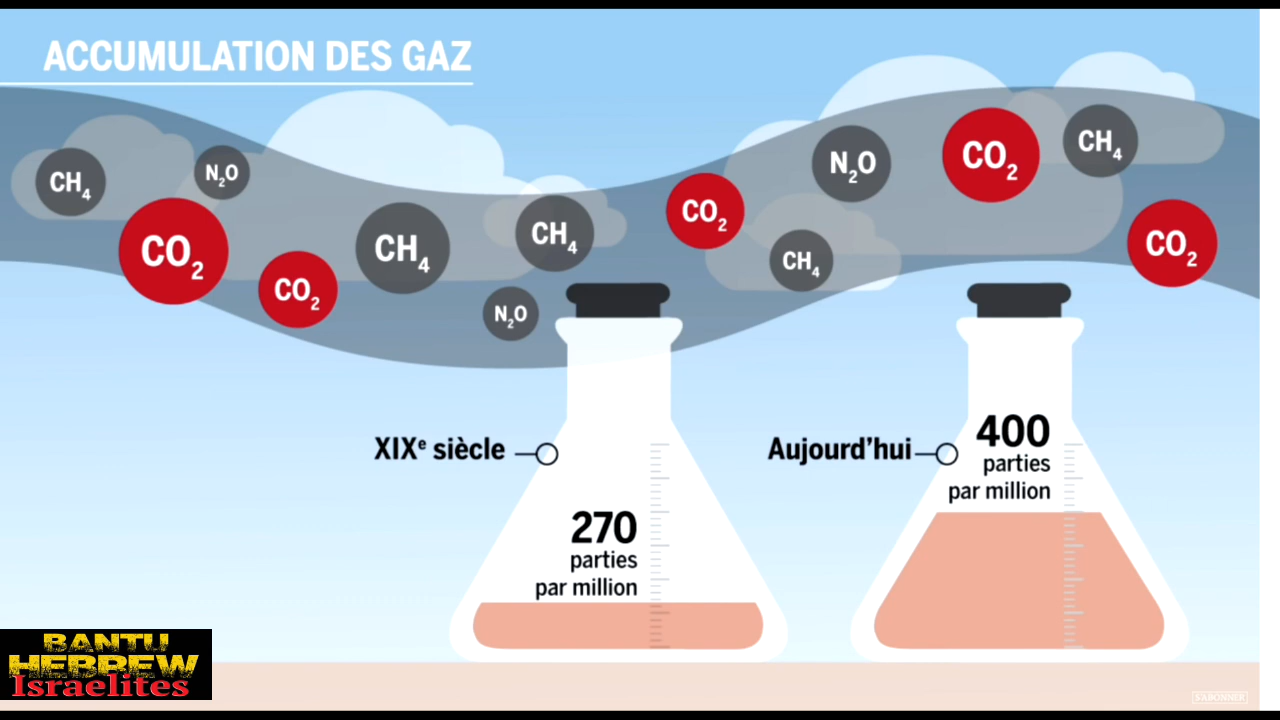 ACCUMULATION DES GAZ
CH₄
N₂O
CO₂
CO₂
CH₄
CH₄
N₂O
CO₂
N₂O
CH₄
CO₂
CH₄
CO₂
XIXᵉ siècle
270
parties
par million
Aujourd'hui
400
parties
par million
BANTU
HEBREW
Israelites
S'ABONNER